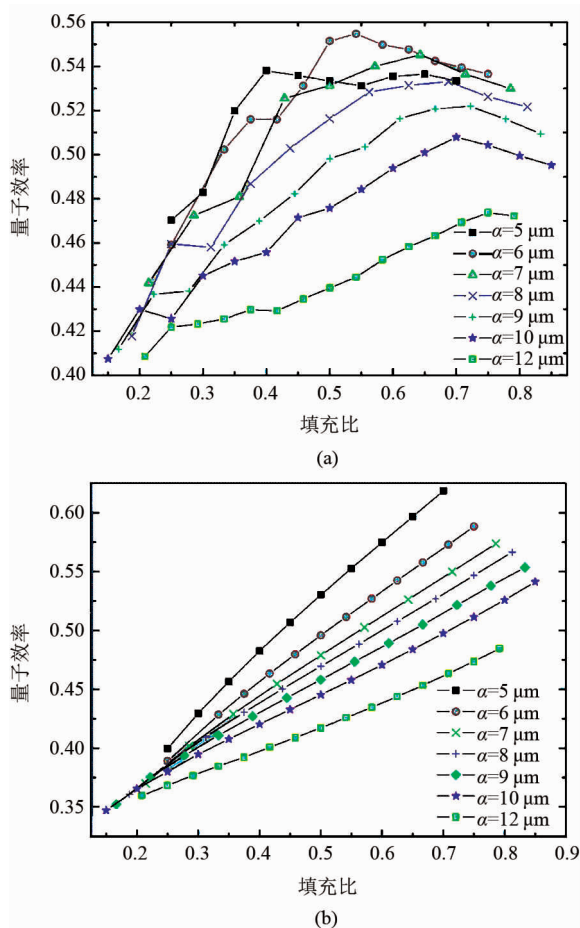 0.56
0.54
0.52
0.50
0.48
0.46
0.44
0.42
0.40
量子效率
α=5 μm
α=6 μm
α=7 μm
α=8 μm
α=9 μm
α=10 μm
α=12 μm
0.2 0.3 0.4 0.5 0.6 0.7 0.8
填充比
(a)
0.60
0.55
0.50
0.45
0.40
0.35
量子效率
α=5 μm
α=6 μm
α=7 μm
α=8 μm
α=9 μm
α=10 μm
α=12 μm
0.2 0.3 0.4 0.5 0.6 0.7 0.8 0.9
填充比
(b)